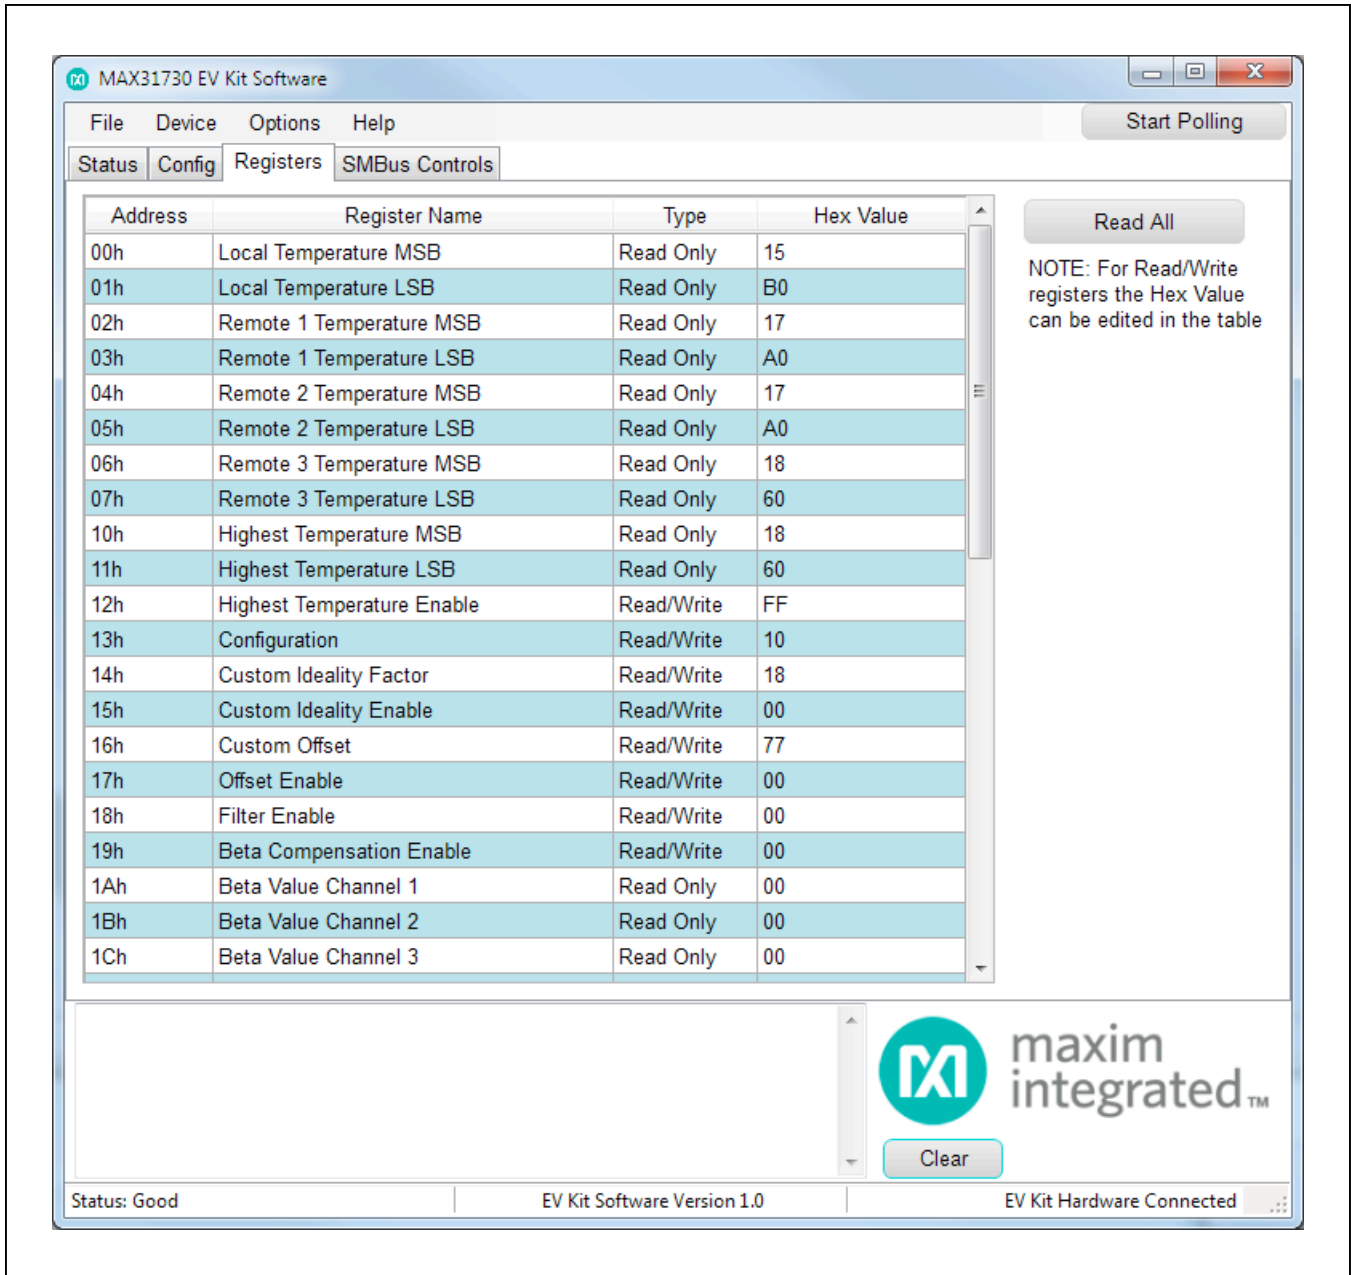 MAX31730 EV Kit Software
File Device Options Help Start Polling
Status Config Registers SMBus Controls
Address Register Name Type Hex Value
00h Local Temperature MSB Read Only 15
01h Local Temperature LSB Read Only B0
02h Remote 1 Temperature MSB Read Only 17
03h Remote 1 Temperature LSB Read Only A0
04h Remote 2 Temperature MSB Read Only 17
05h Remote 2 Temperature LSB Read Only A0
06h Remote 3 Temperature MSB Read Only 18
07h Remote 3 Temperature LSB Read Only 60
10h Highest Temperature MSB Read Only 18
11h Highest Temperature LSB Read Only 60
12h Highest Temperature Enable Read/Write FF
13h Configuration Read/Write 10
14h Custom Ideality Factor Read/Write 18
15h Custom Ideality Enable Read/Write 00
16h Custom Offset Read/Write 77
17h Offset Enable Read/Write 00
18h Filter Enable Read/Write 00
19h Beta Compensation Enable Read/Write 00
1Ah Beta Value Channel 1 Read Only 00
1Bh Beta Value Channel 2 Read Only 00
1Ch Beta Value Channel 3 Read Only 00
Read All
NOTE: For Read/Write
registers the Hex Value
can be edited in the table
maxim
integrated™
Clear
Status: Good EV Kit Software Version 1.0 EV Kit Hardware Connected